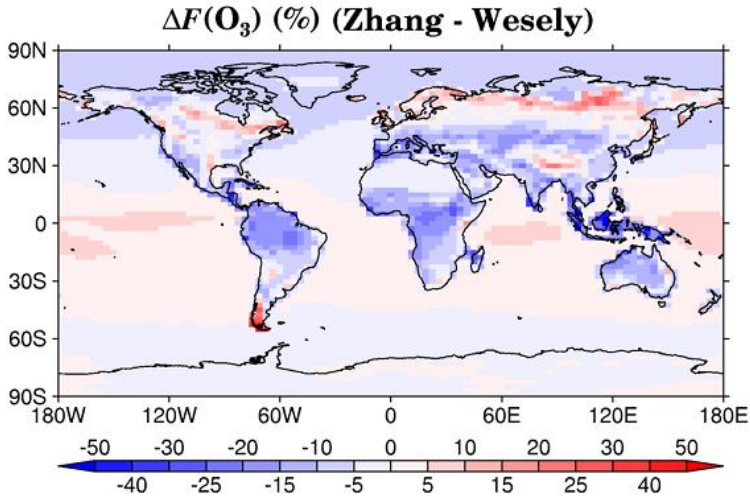 ΔF(O₃) (%) (Zhang - Wesely)
90N
60N
30N
0
30S
60S
90S
180W 120W 60W 0 60E 120E 180E
-50 -30 -20 -10 0 10 20 30 50
-40 -25 -15 -5 5 15 25 40